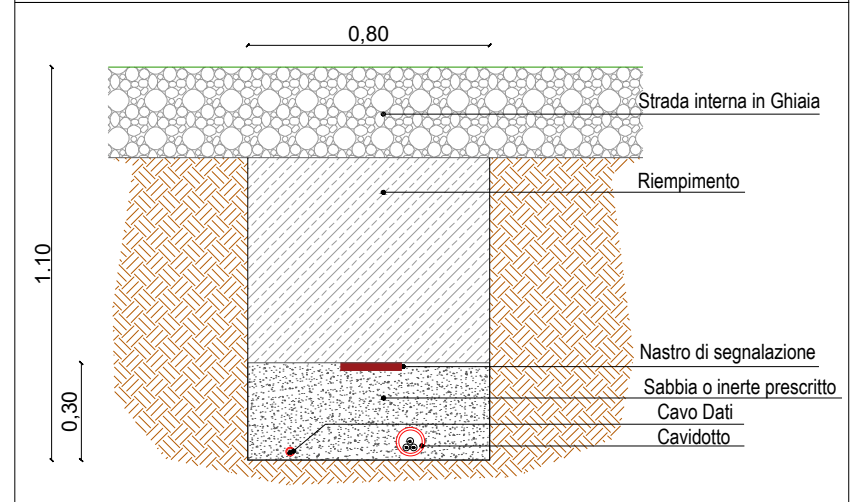 0,80
Strada interna in Ghiaia
Riempimento
1.10
Nastro di segnalazione
Sabbia o inerte prescritto
0,30
Cavo Dati
Cavidotto